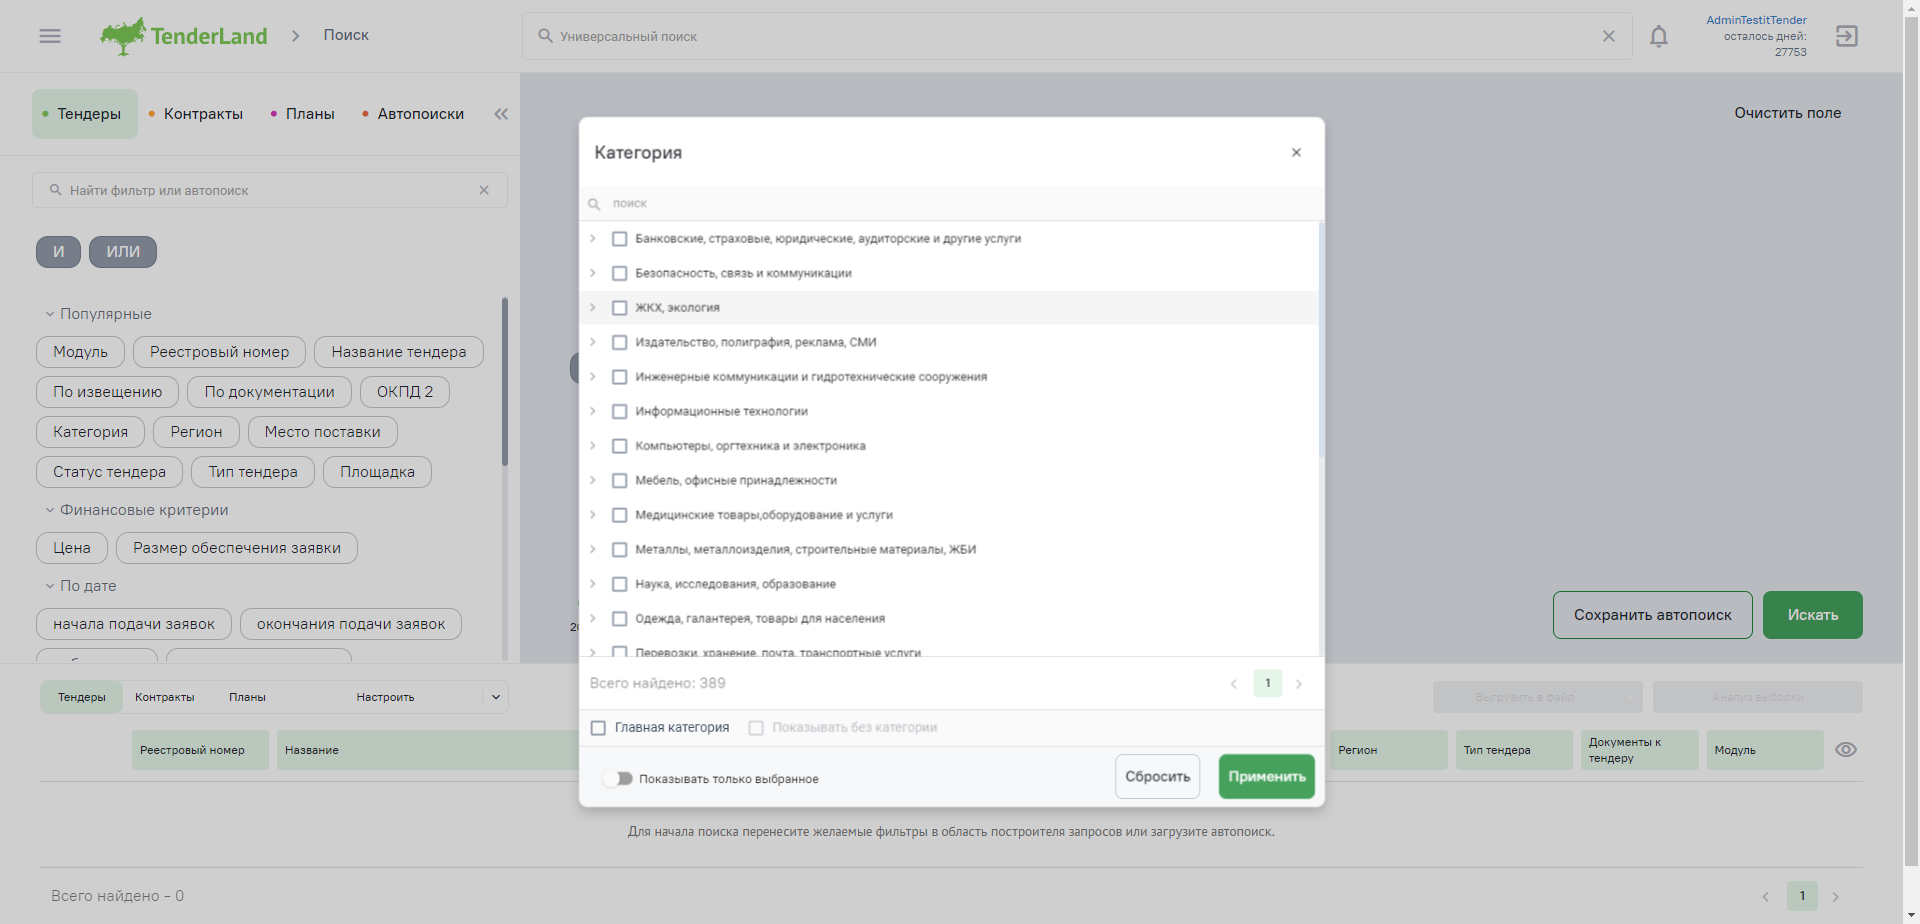 TenderLand
Поиск
Универсальный поиск
AdminTestitTender
осталось дней:
27753
Тендеры
Контракты
Планы
Автопоиски
Очистить поле
Найти фильтр или автопоиск
И
ИЛИ
Популярные
Модуль
Реестровый номер
Название тендера
По извещению
По документации
ОКПД 2
Категория
Регион
Место поставки
Статус тендера
Тип тендера
Площадка
Финансовые критерии
Цена
Размер обеспечения заявки
По дате
начала подачи заявок
окончания подачи заявок
Категория
поиск
Банковские, страховые, юридические, аудиторские и другие услуги
Безопасность, связь и коммуникации
ЖКХ, экология
Издательство, полиграфия, реклама, СМИ
Инженерные коммуникации и гидротехнические сооружения
Информационные технологии
Компьютеры, оргтехника и электроника
Мебель, офисные принадлежности
Медицинские товары,оборудование и услуги
Металлы, металлоизделия, строительные материалы, ЖБИ
Наука, исследования, образование
Одежда, галантерея, товары для населения
Перевозки, хранение, почта, транспортные услуги
Всего найдено: 389
1
Главная категория
Показывать без категории
Показывать только выбранное
Сбросить
Применить
Сохранить автопоиск
Искать
Тендеры
Контракты
Планы
Настроить
Выгрузить в файл
Анализ выборки
Реестровый номер
Название
Регион
Тип тендера
Документы к
тендеру
Модуль
Для начала поиска перенесите желаемые фильтры в область построителя запросов или загрузите автопоиск.
Всего найдено - 0
1